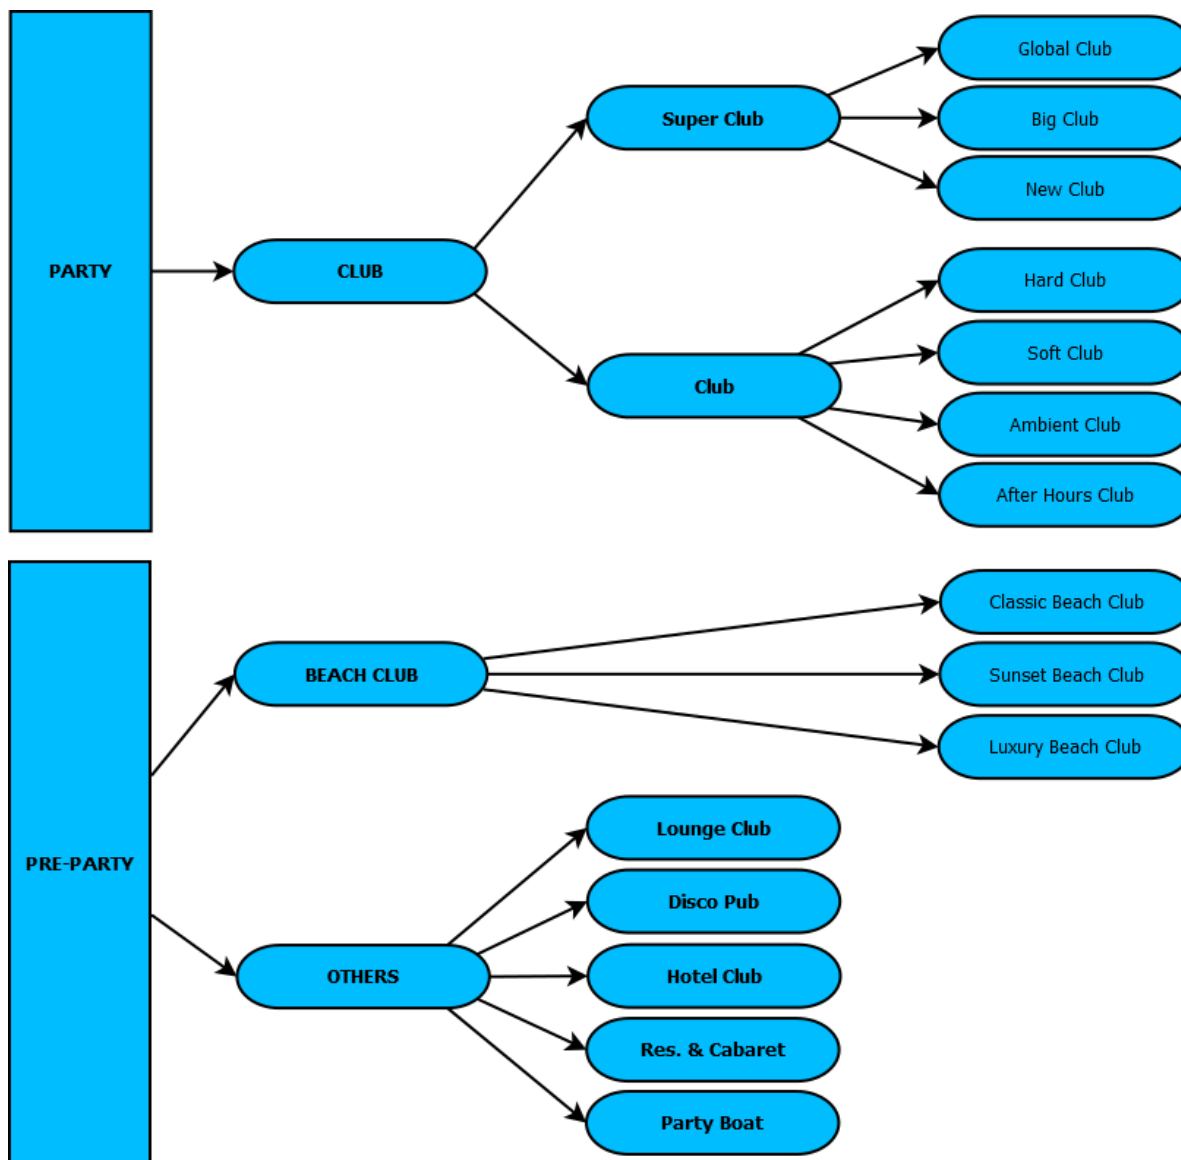 PARTY
CLUB
Super Club
Global Club
Big Club
New Club
Club
Hard Club
Soft Club
Ambient Club
After Hours Club
PRE-PARTY
BEACH CLUB
Classic Beach Club
Sunset Beach Club
Luxury Beach Club
OTHERS
Lounge Club
Disco Pub
Hotel Club
Res. & Cabaret
Party Boat